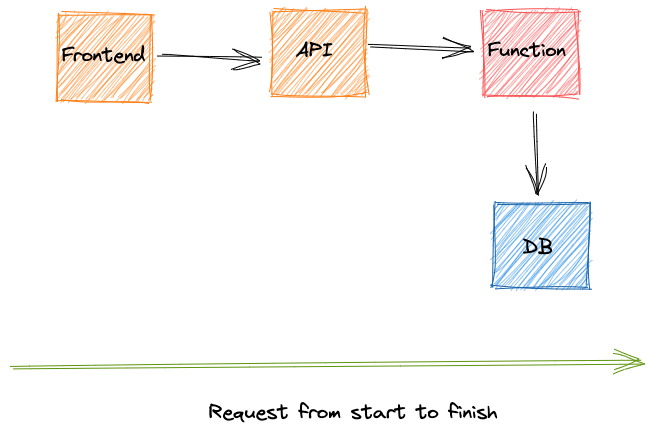 Frontend
API
Function
DB
Request from start to finish